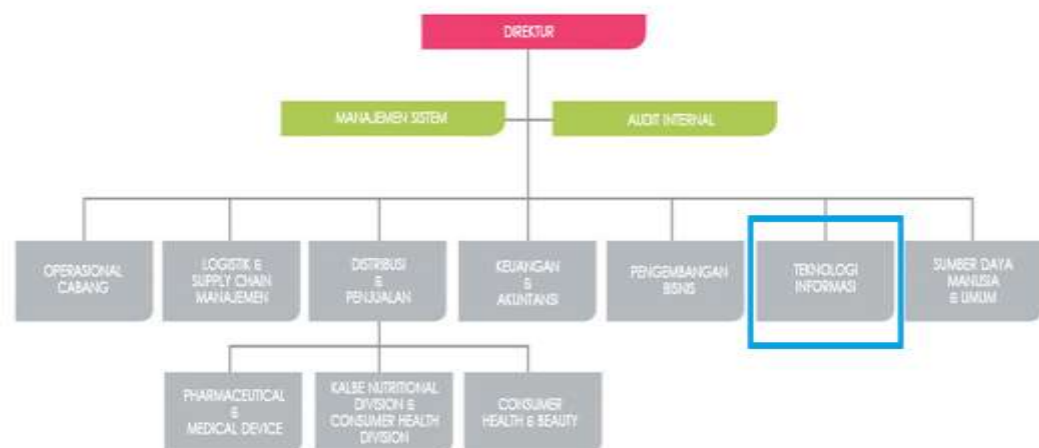 DIREKTUR
MANAJEMEN SISTEM
AUDIT INTERNAL
OPERASIONAL
CABANG
LOGISTIK &
SUPPLY CHAIN
MANAJEMEN
DISTRIBUSI
&
PENJUALAN
KEUANGAN
&
AKUNTANSI
PENGEMBANGAN
BISNIS
TEKNOLOGI
INFORMASI
SUMBER DAYA
MANUSIA
& UMUM
PHARMACEUTICAL
&
MEDICAL DEVICE
KALBE NUTRITIONAL
DIVISION &
CONSUMER HEALTH
DIVISION
CONSUMER
HEALTH & BEAUTY